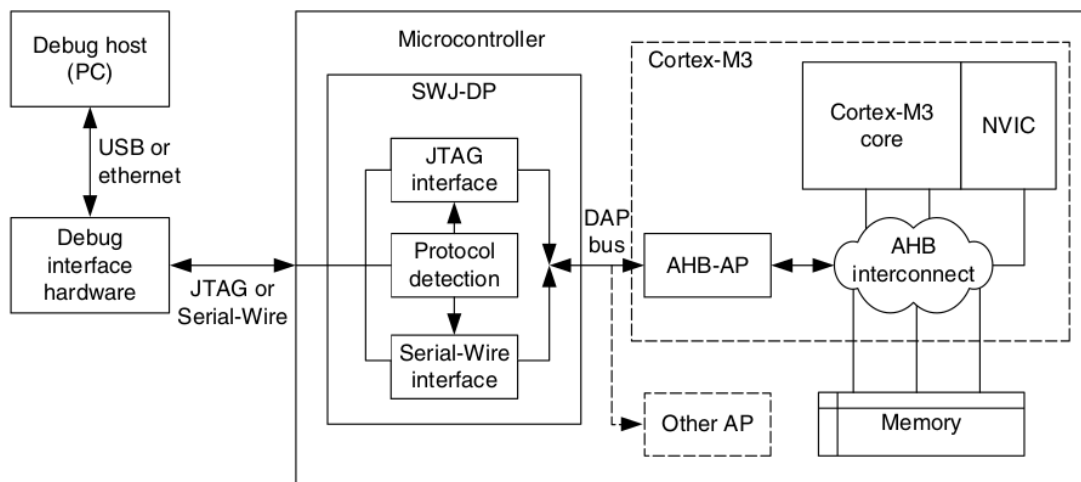 Debug host
(PC)
USB or
ethernet
Debug
interface
hardware
JTAG or
Serial-Wire
Microcontroller
SWJ-DP
JTAG
interface
Protocol
detection
Serial-Wire
interface
DAP
bus
Cortex-M3
Cortex-M3
core
NVIC
AHB-AP
AHB
interconnect
Other AP
Memory